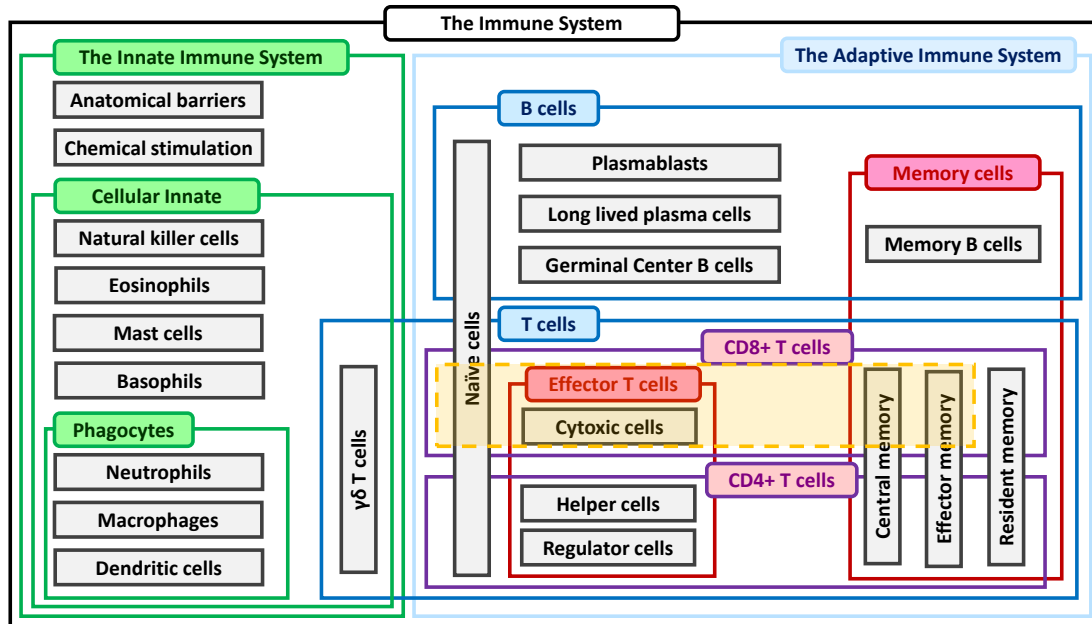 The Immune System
The Innate Immune System
Anatomical barriers
Chemical stimulation
Cellular Innate
Natural killer cells
Eosinophils
Mast cells
Basophils
Phagocytes
Neutrophils
Macrophages
Dendritic cells
γδ T cells
The Adaptive Immune System
B cells
Naïve cells
Plasmablasts
Long lived plasma cells
Germinal Center B cells
Memory cells
Memory B cells
T cells
CD8+ T cells
Effector T cells
Cytoxic cells
CD4+ T cells
Helper cells
Regulator cells
Central memory
Effector memory
Resident memory